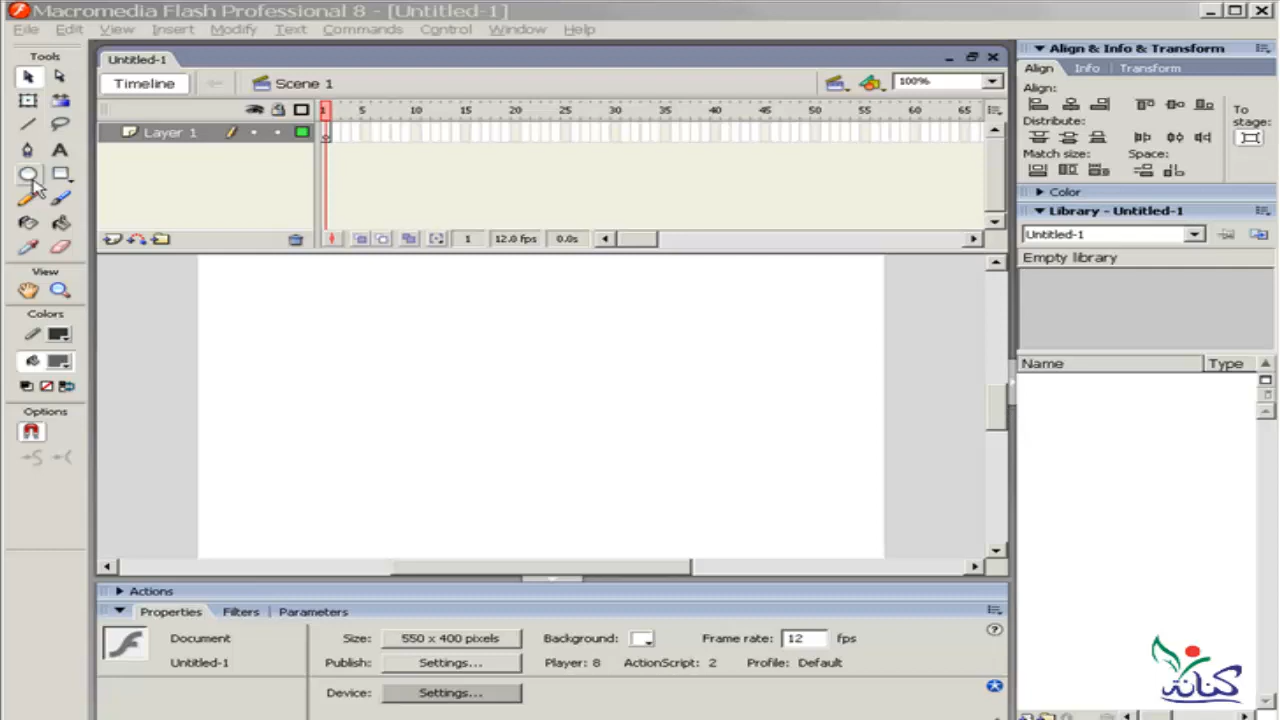 Macromedia Flash Professional 8 - [Untitled-1]
File Edit View Insert Modify Text Commands Control Window Help
Tools
Untitled-1
Timeline
Scene 1
100%
1 5 10 15 20 25 30 35 40 45 50 55 60 65
Layer 1
1 12.0 fps 0.0s
View
Colors
Options
Align & Info & Transform
Align Info Transform
Align:
To stage:
Distribute:
Match size:
Space:
Color
Library - Untitled-1
Untitled-1
Empty library
Name Type
Actions
Properties Filters Parameters
Document
Untitled-1
Size: 550 x 400 pixels Background: Frame rate: 12 fps
Publish: Settings... Player: 8 ActionScript: 2 Profile: Default
Device: Settings...
كنانة